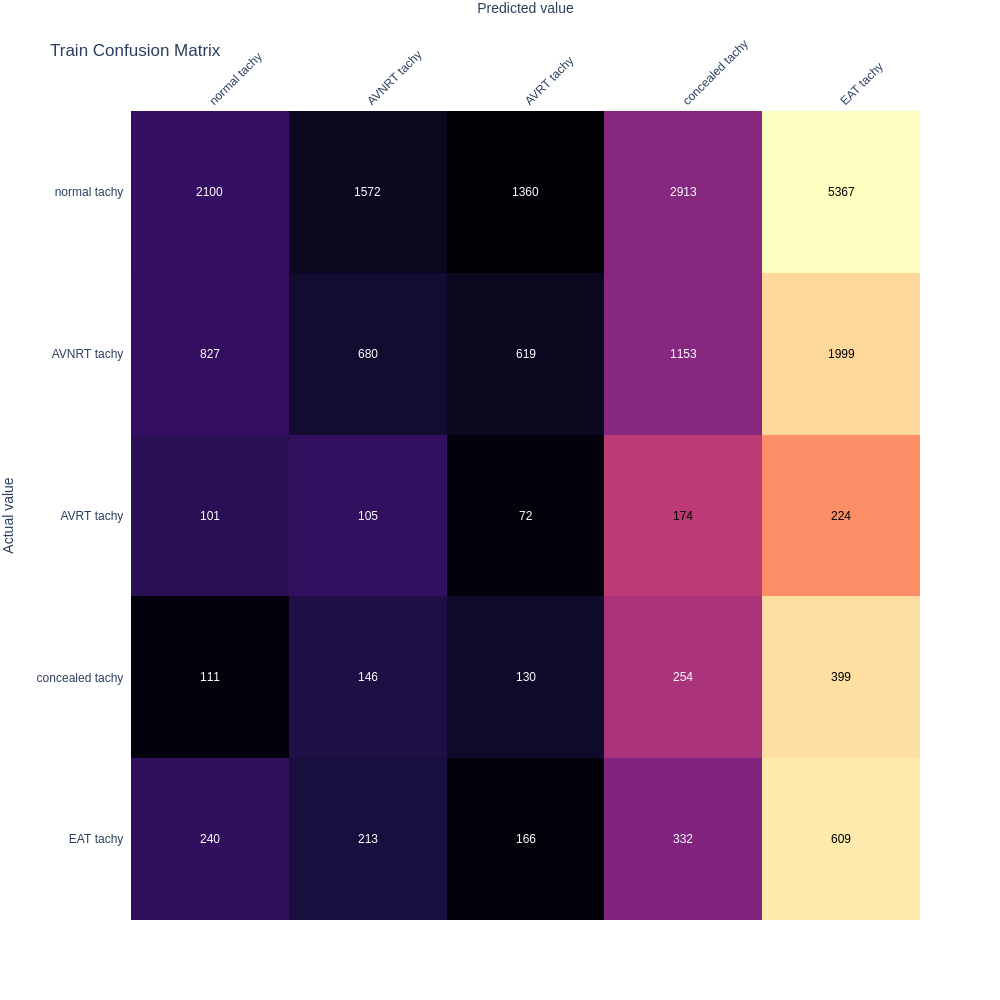 Predicted value
Train Confusion Matrix
normal tachy AVNRT tachy AVRT tachy concealed tachy EAT tachy
normal tachy 2100 1572 1360 2913 5367
AVNRT tachy 827 680 619 1153 1999
AVRT tachy 101 105 72 174 224
concealed tachy 111 146 130 254 399
EAT tachy 240 213 166 332 609
Actual value